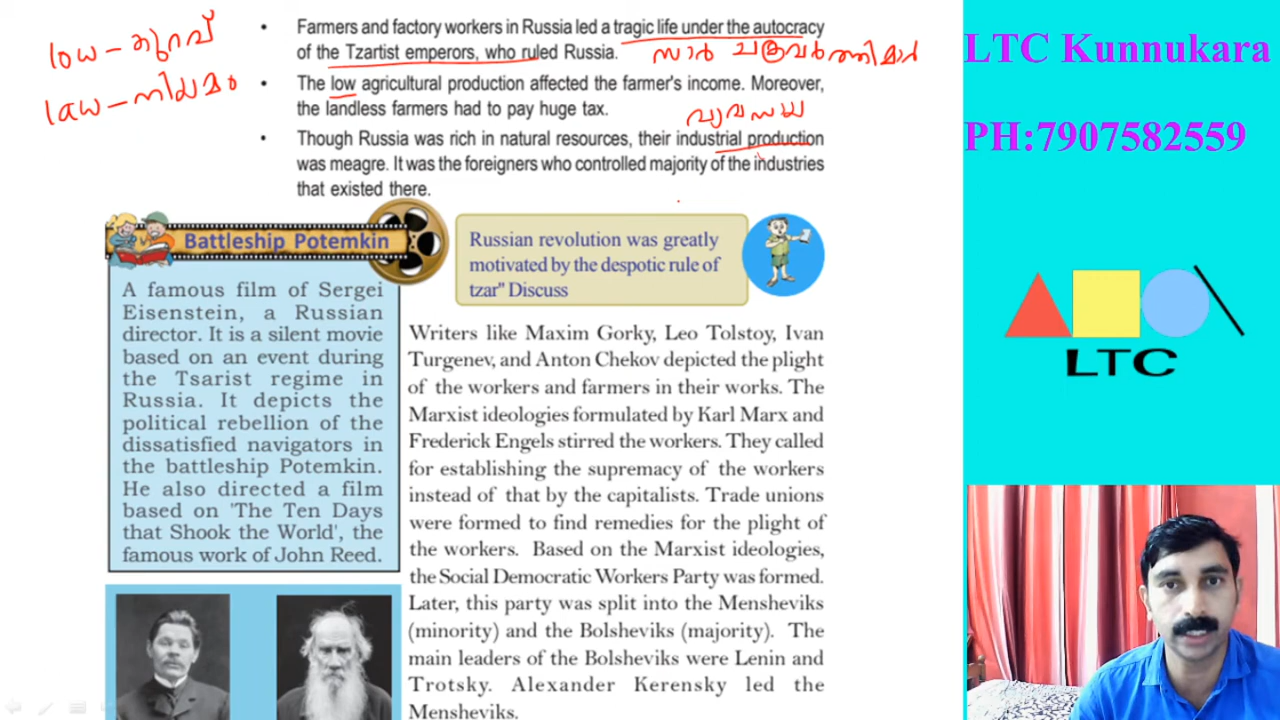 low – കുറവ്
law – നിയമം
• Farmers and factory workers in Russia led a tragic life under the autocracy
of the Tzartist emperors, who ruled Russia.
സാർ ചക്രവർത്തിമാർ
• The low agricultural production affected the farmer's income. Moreover,
the landless farmers had to pay huge tax.
വ്യവസായ
• Though Russia was rich in natural resources, their industrial production
was meagre. It was the foreigners who controlled majority of the industries
that existed there.
Battleship Potemkin
A famous film of Sergei
Eisenstein, a Russian
director. It is a silent movie
based on an event during
the Tsarist regime in
Russia. It depicts the
political rebellion of the
dissatisfied navigators in
the battleship Potemkin.
He also directed a film
based on 'The Ten Days
that Shook the World', the
famous work of John Reed.
Russian revolution was greatly
motivated by the despotic rule of
tzar" Discuss
Writers like Maxim Gorky, Leo Tolstoy, Ivan
Turgenev, and Anton Chekov depicted the plight
of the workers and farmers in their works. The
Marxist ideologies formulated by Karl Marx and
Frederick Engels stirred the workers. They called
for establishing the supremacy of the workers
instead of that by the capitalists. Trade unions
were formed to find remedies for the plight of
the workers. Based on the Marxist ideologies,
the Social Democratic Workers Party was formed.
Later, this party was split into the Mensheviks
(minority) and the Bolsheviks (majority). The
main leaders of the Bolsheviks were Lenin and
Trotsky. Alexander Kerensky led the
Mensheviks.
LTC Kunnukara
PH:7907582559
LTC